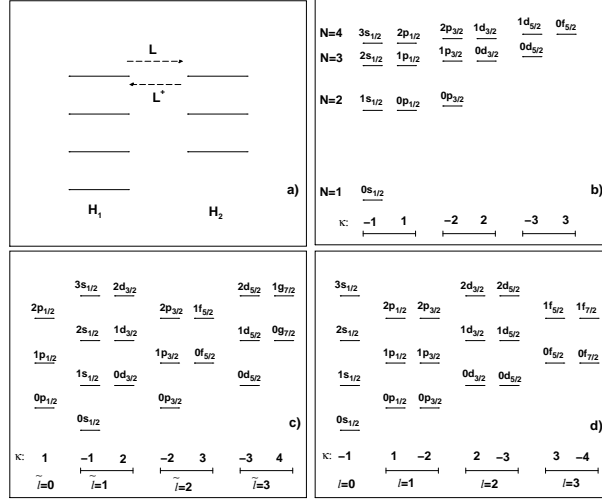 L
L⁺
a)
H₁ H₂
N=4 3s₁/₂ 2p₁/₂ 2p₃/₂ 1d₃/₂ 1d₅/₂ 0f₅/₂
N=3 2s₁/₂ 1p₁/₂ 1p₃/₂ 0d₃/₂ 0d₅/₂
N=2 1s₁/₂ 0p₁/₂ 0p₃/₂
N=1 0s₁/₂ b)
κ: −1 1 −2 2 −3 3
3s₁/₂ 2d₃/₂ 2d₅/₂ 1g₇/₂
2p₁/₂ 2p₃/₂ 1f₅/₂
2s₁/₂ 1d₃/₂ 1d₅/₂ 0g₇/₂
1p₁/₂ 1p₃/₂ 0f₅/₂
1s₁/₂ 0d₃/₂ 0d₅/₂
0p₁/₂ 0p₃/₂
0s₁/₂ c)
κ: 1 −1 2 −2 3 −3 4
l̃=0 l̃=1 l̃=2 l̃=3
3s₁/₂ 2d₃/₂ 2d₅/₂
2p₁/₂ 2p₃/₂ 1f₅/₂ 1f₇/₂
2s₁/₂ 1d₃/₂ 1d₅/₂
1p₁/₂ 1p₃/₂ 0f₅/₂ 0f₇/₂
1s₁/₂ 0d₃/₂ 0d₅/₂
0p₁/₂ 0p₃/₂
0s₁/₂ d)
κ: −1 1 −2 2 −3 3 −4
l=0 l=1 l=2 l=3